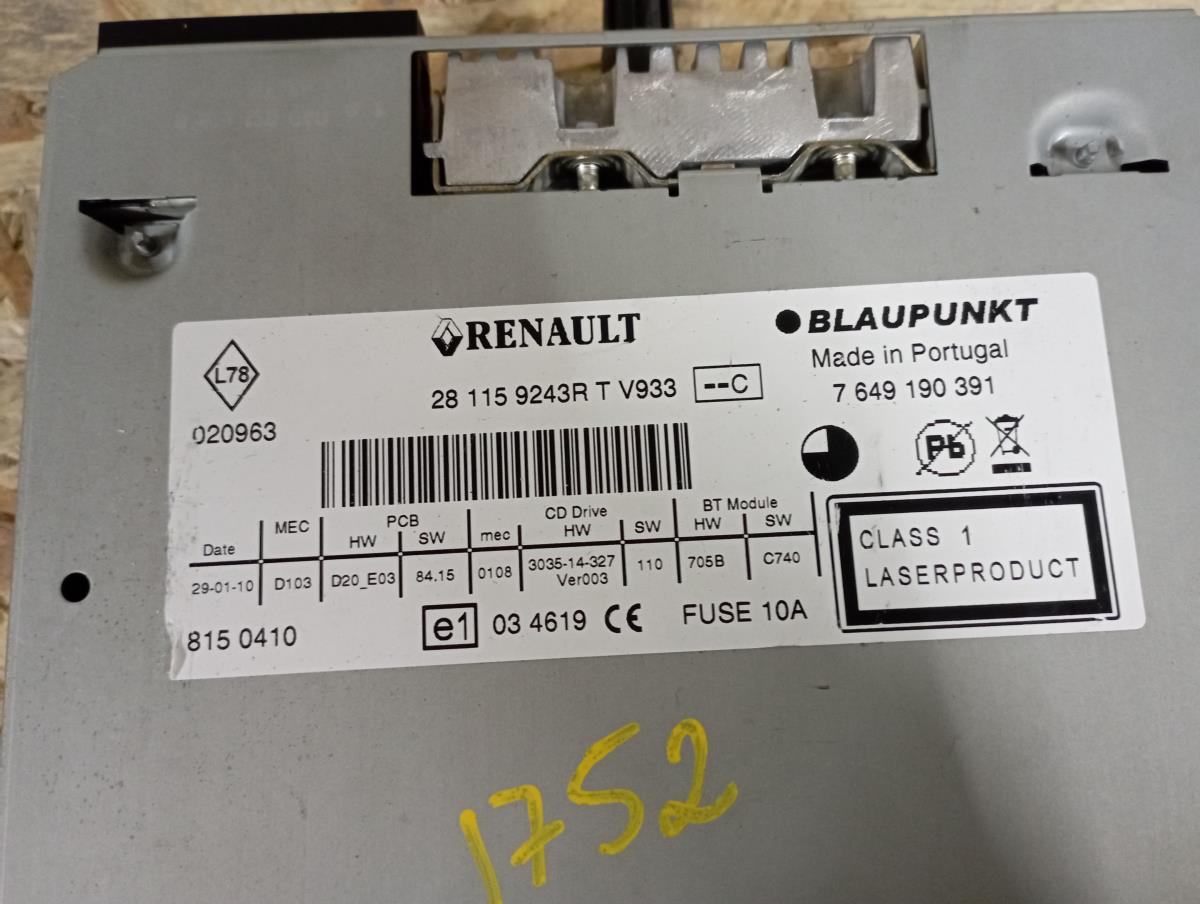 RENAULT
BLAUPUNKT
Made in Portugal
L78
28 115 9243R T V933 --C
7 649 190 391
020963
Pb
Date MEC PCB HW SW mec CD Drive HW SW BT Module HW SW
29-01-10 D103 D20_E03 84.15 0108 3035-14-327 Ver003 110 705B C740
CLASS 1
LASERPRODUCT
815 0410
e1 03 4619 CE FUSE 10A
1752